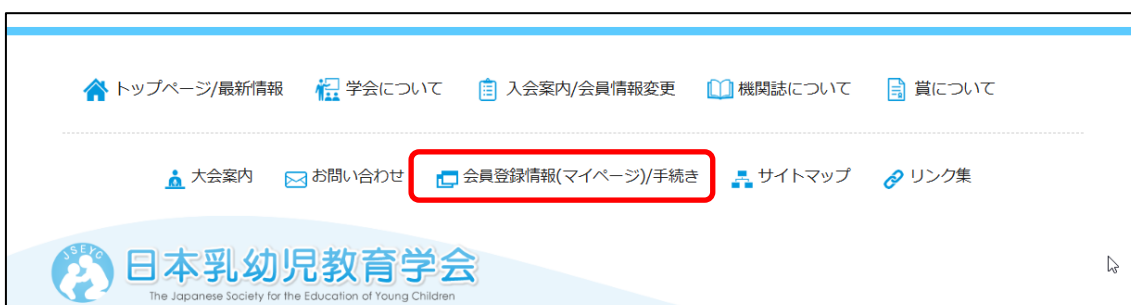 トップページ/最新情報 学会について 入会案内/会員情報変更 機関誌について 賞について
大会案内 お問い合わせ 会員登録情報(マイページ)/手続き サイトマップ リンク集
JSEYC
日本乳幼児教育学会
The Japanese Society for the Education of Young Children